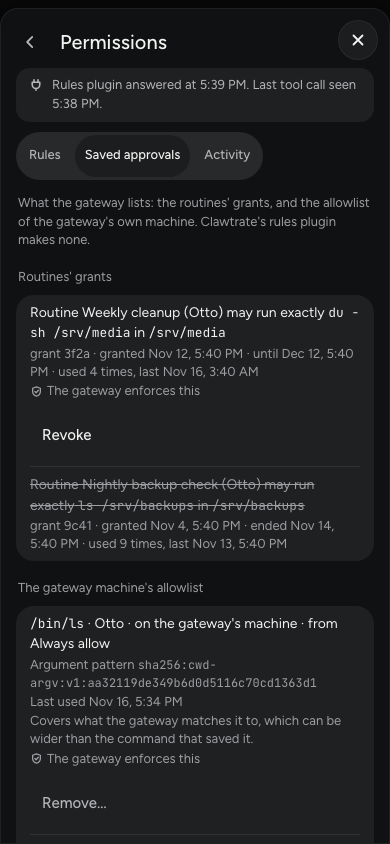 Permissions
Rules plugin answered at 5:39 PM. Last tool call seen
5:38 PM.
Rules
Saved approvals
Activity
What the gateway lists: the routines' grants, and the allowlist
of the gateway's own machine. Clawtrate's rules plugin
makes none.
Routines' grants
Routine Weekly cleanup (Otto) may run exactly du -
sh /srv/media in /srv/media
grant 3f2a · granted Nov 12, 5:40 PM · until Dec 12, 5:40
PM · used 4 times, last Nov 16, 3:40 AM
The gateway enforces this
Revoke
Routine Nightly backup check (Otto) may run
exactly ls /srv/backups in /srv/backups
grant 9c41 · granted Nov 4, 5:40 PM · ended Nov 14,
5:40 PM · used 9 times, last Nov 13, 5:40 PM
The gateway machine's allowlist
/bin/ls · Otto · on the gateway's machine · from
Always allow
Argument pattern sha256:cwd-
argv:v1:aa32119de349b6d0d5116c70cd1363d1
Last used Nov 16, 5:34 PM
Covers what the gateway matches it to, which can be
wider than the command that saved it.
The gateway enforces this
Remove...